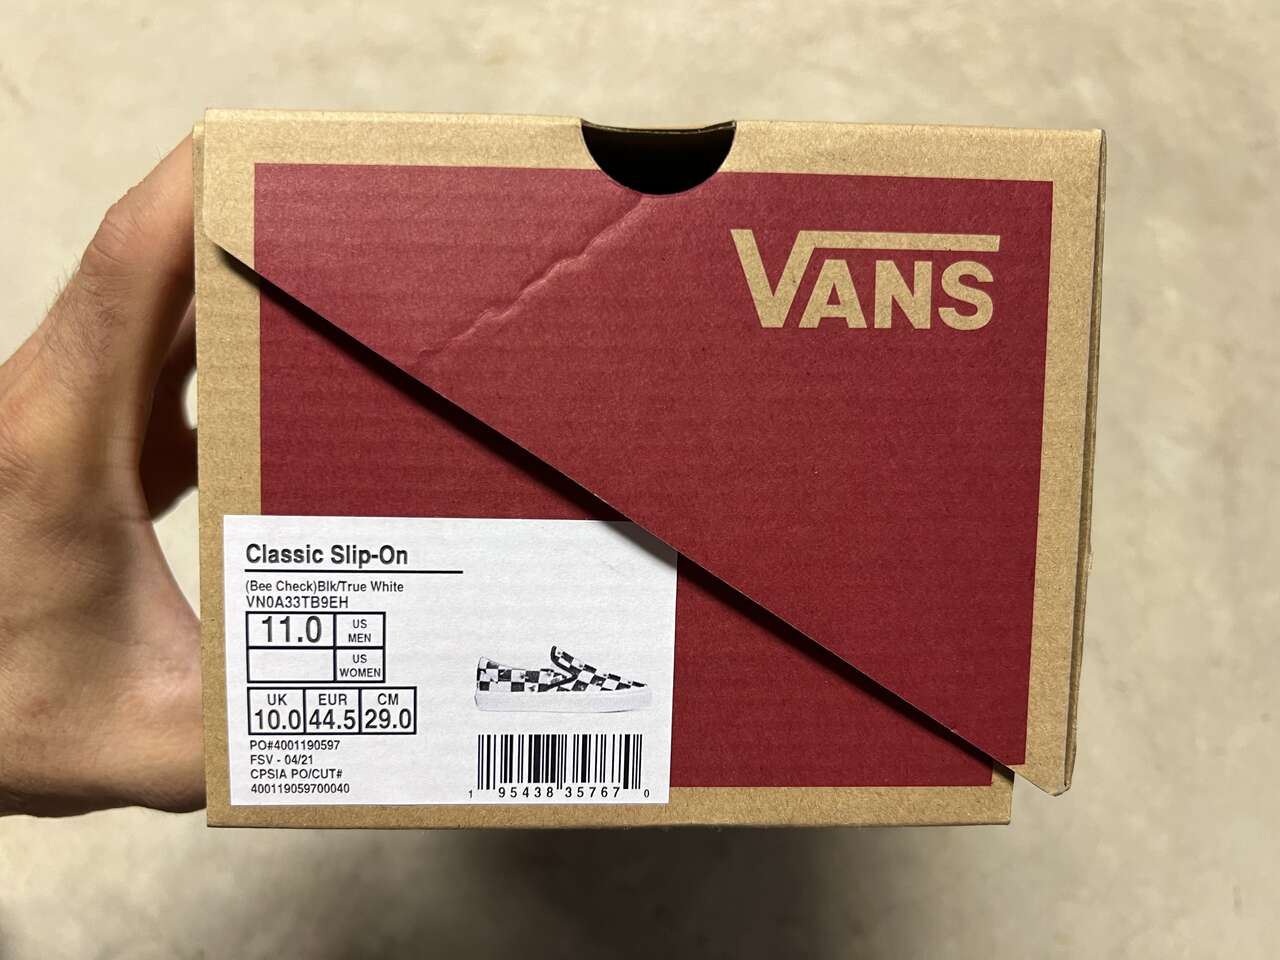 VANS
Classic Slip-On
(Bee Check)Blk/True White
VN0A33TB9EH
11.0
US
MEN
US
WOMEN
UK
10.0
EUR
44.5
CM
29.0
PO#4001190597
FSV - 04/21
CPSIA PO/CUT#
400119059700040
1 95438 35767 0